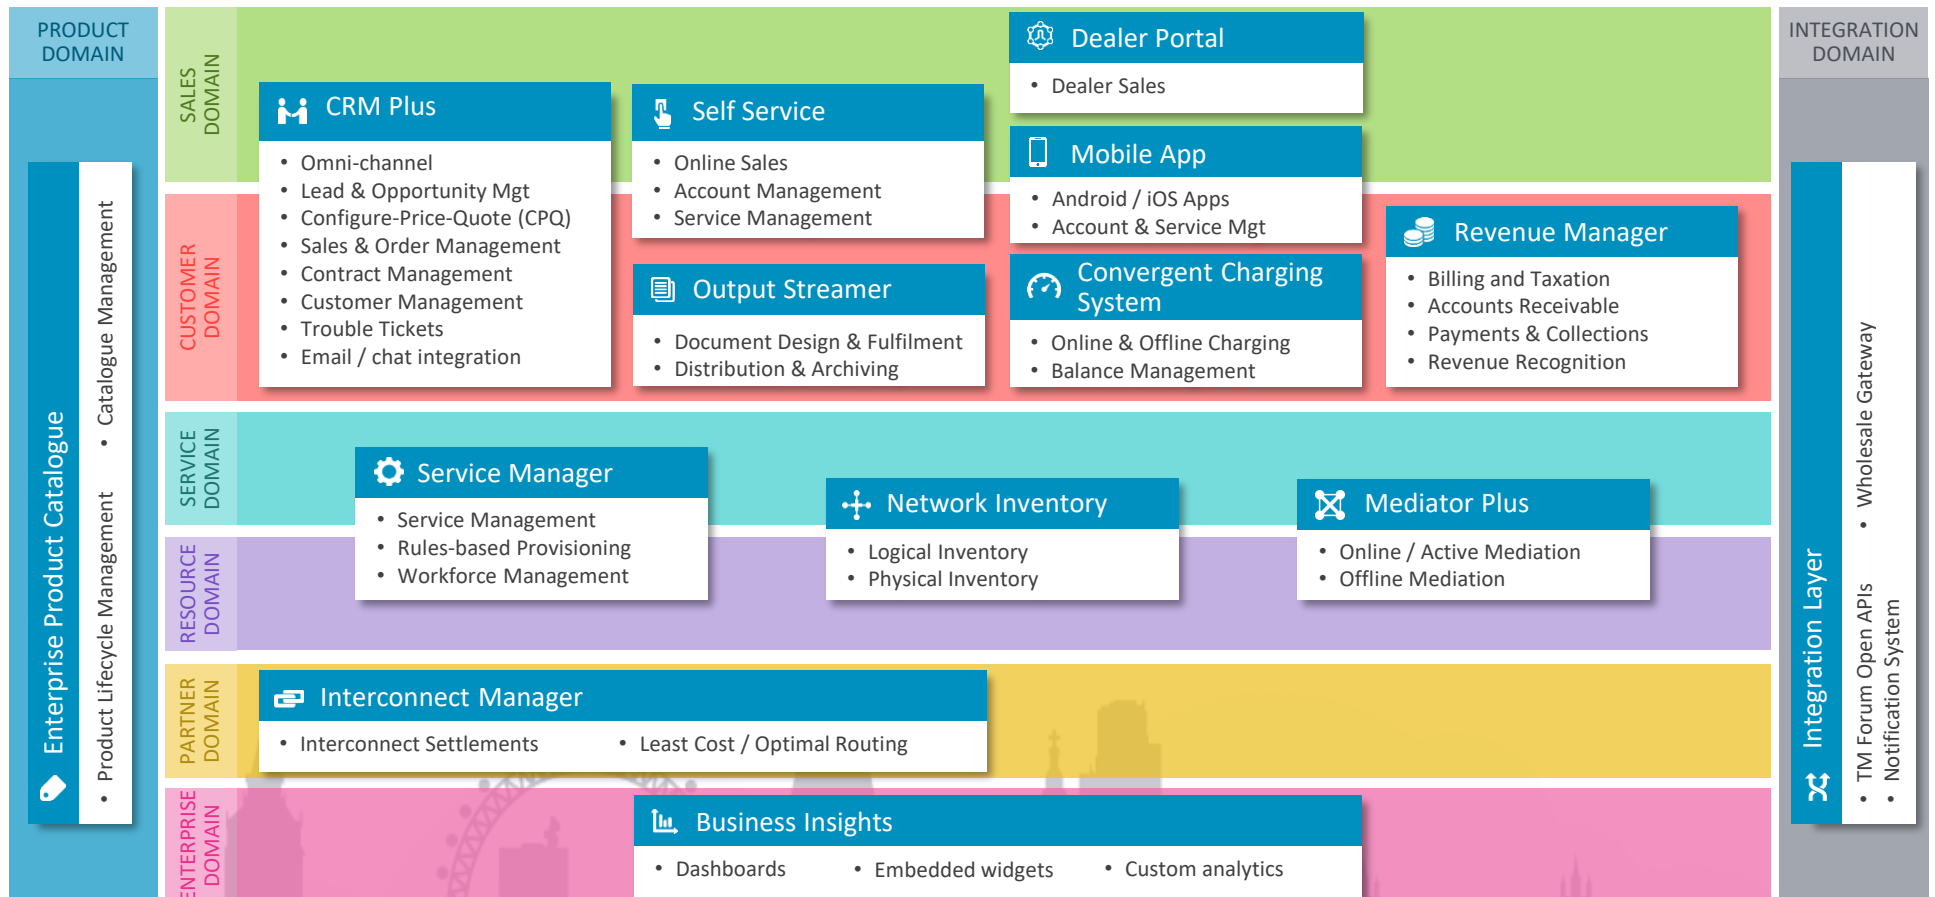 PRODUCT
DOMAIN
Enterprise Product Catalogue
• Product Lifecycle Management
• Catalogue Management
SALES
DOMAIN
CRM Plus
• Omni-channel
• Lead & Opportunity Mgt
• Configure-Price-Quote (CPQ)
• Sales & Order Management
• Contract Management
• Customer Management
• Trouble Tickets
• Email / chat integration
Self Service
• Online Sales
• Account Management
• Service Management
Dealer Portal
• Dealer Sales
Mobile App
• Android / iOS Apps
• Account & Service Mgt
CUSTOMER
DOMAIN
Output Streamer
• Document Design & Fulfilment
• Distribution & Archiving
Convergent Charging
System
• Online & Offline Charging
• Balance Management
Revenue Manager
• Billing and Taxation
• Accounts Receivable
• Payments & Collections
• Revenue Recognition
SERVICE
DOMAIN
Service Manager
• Service Management
• Rules-based Provisioning
• Workforce Management
Network Inventory
• Logical Inventory
• Physical Inventory
Mediator Plus
• Online / Active Mediation
• Offline Mediation
RESOURCE
DOMAIN
PARTNER
DOMAIN
Interconnect Manager
• Interconnect Settlements
• Least Cost / Optimal Routing
ENTERPRISE
DOMAIN
Business Insights
• Dashboards
• Embedded widgets
• Custom analytics
INTEGRATION
DOMAIN
Integration Layer
• TM Forum Open APIs
• Wholesale Gateway
• Notification System